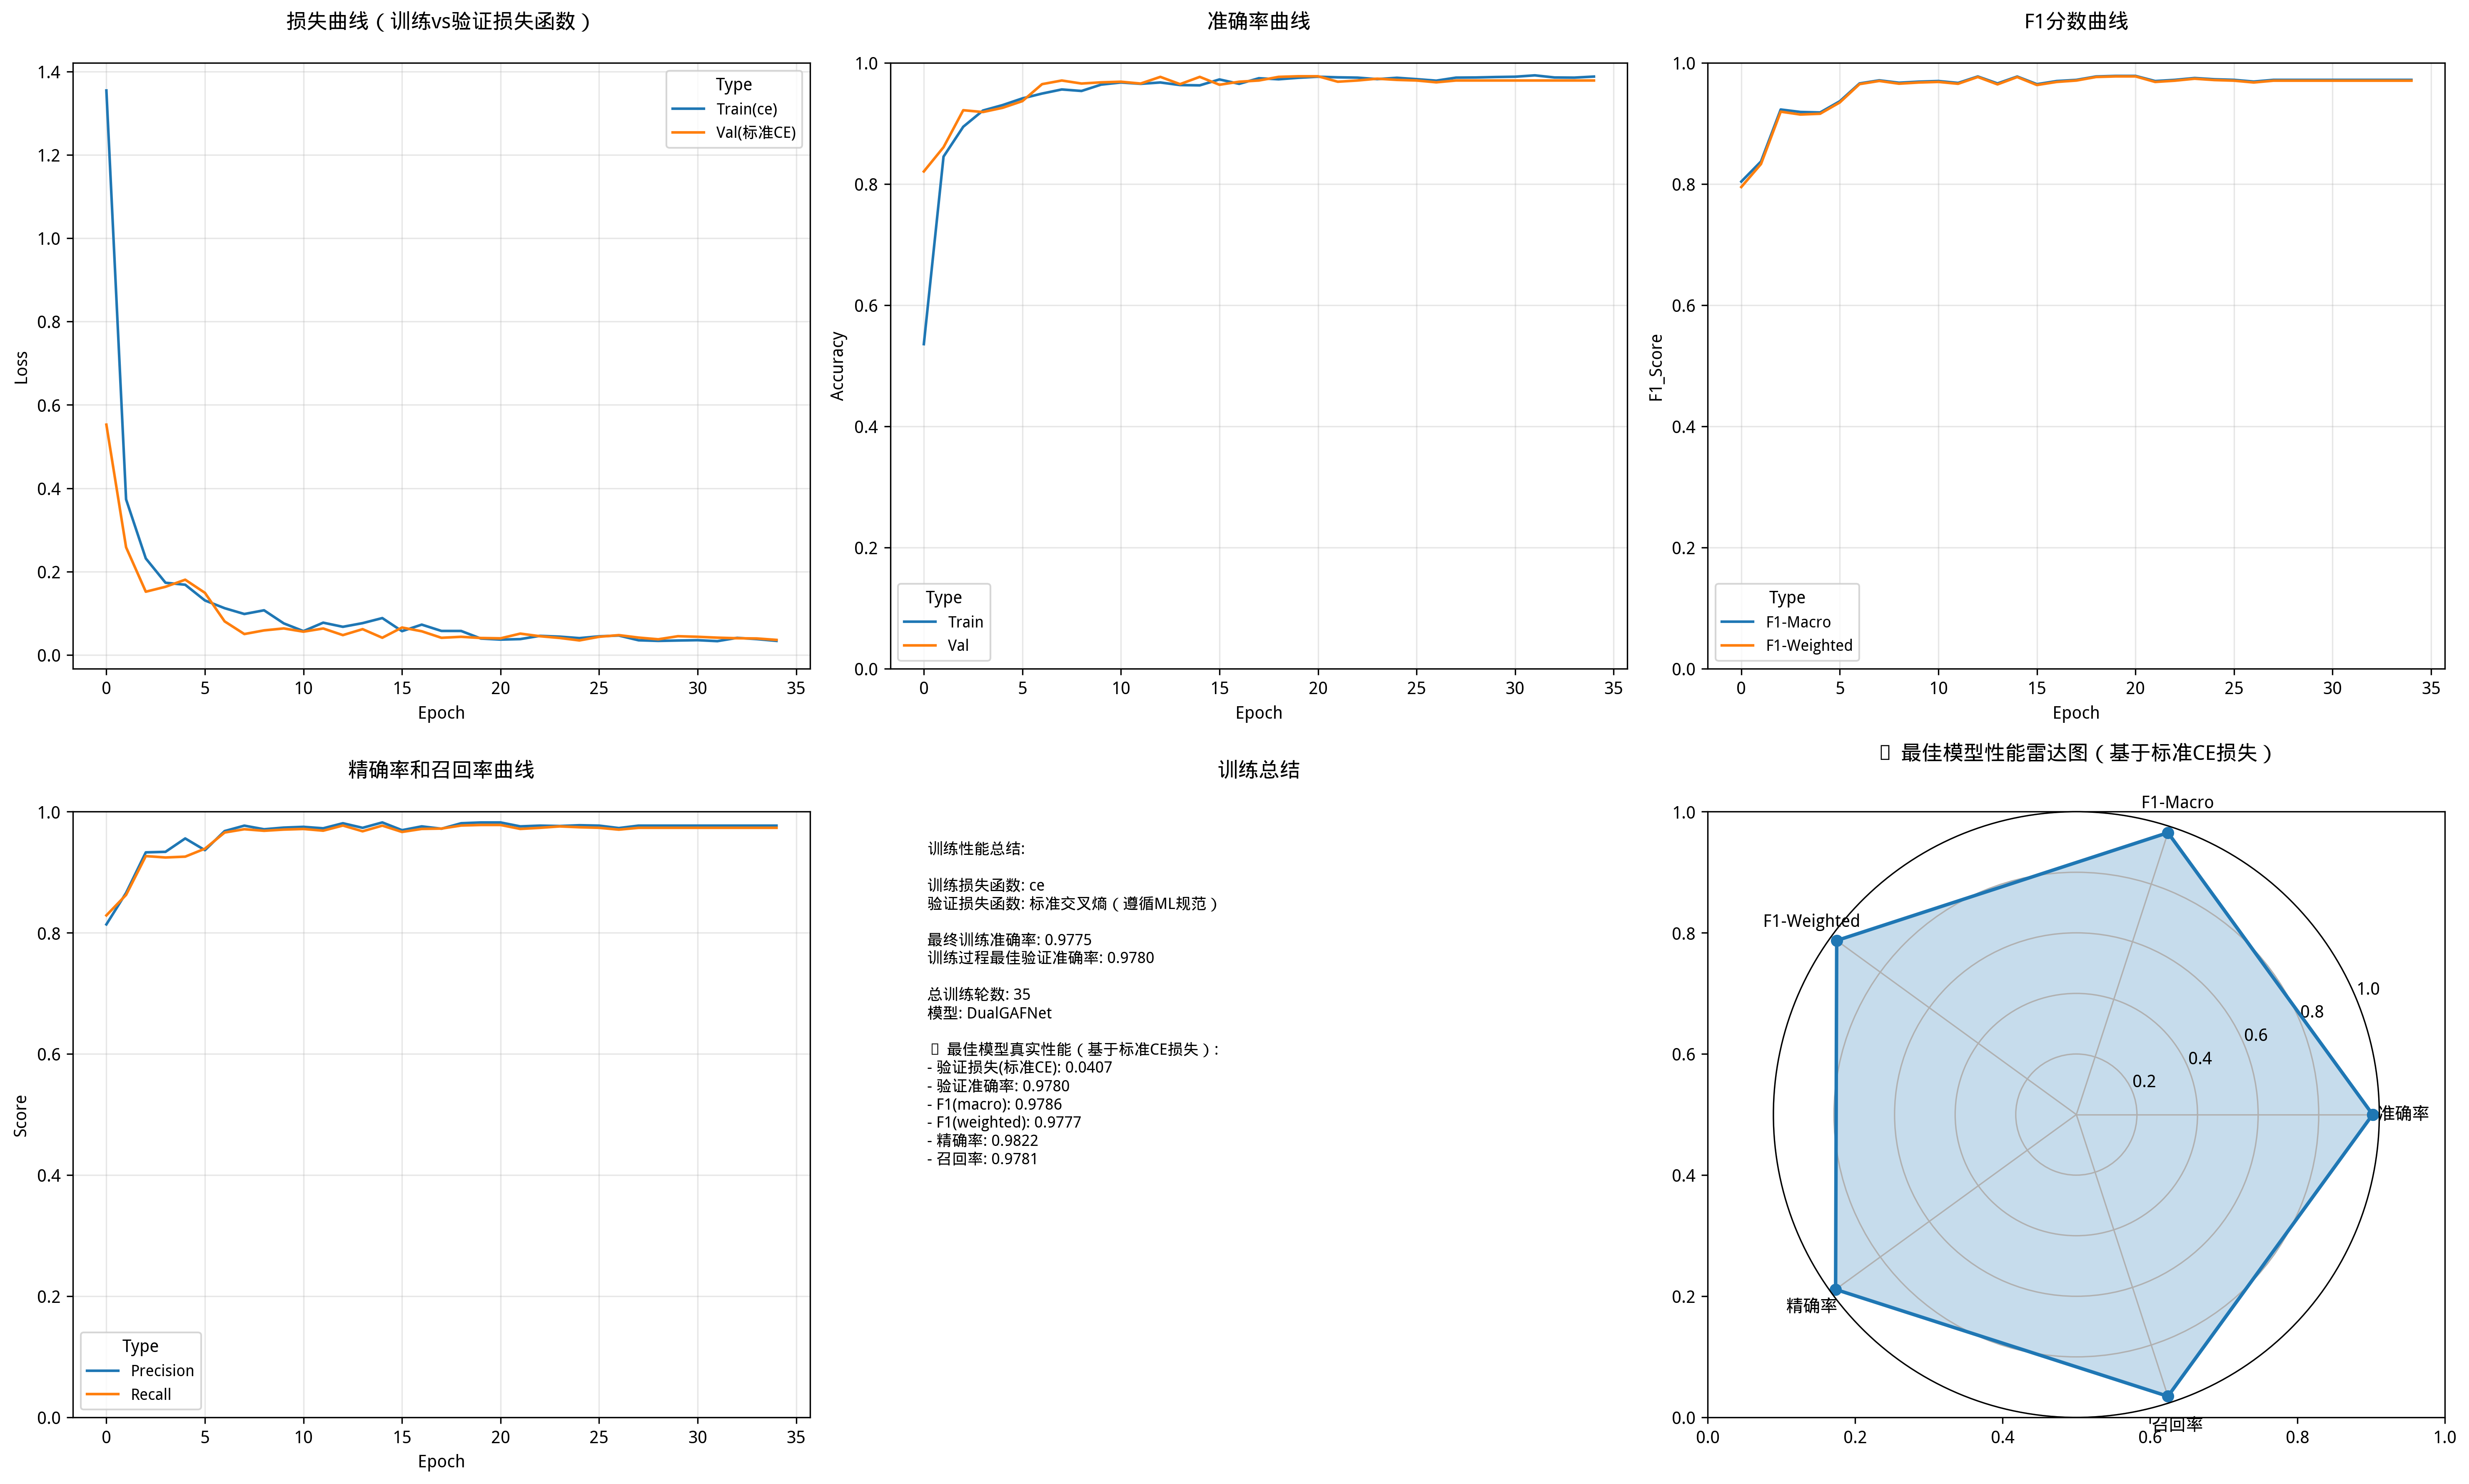 损失曲线（训练vs验证损失函数）
1.4
1.2
1.0
0.8
0.6
0.4
0.2
0.0
Loss
0 5 10 15 20 25 30 35
Epoch
Type
Train(ce)
Val(标准CE)
准确率曲线
1.0
0.8
0.6
0.4
0.2
0.0
Accuracy
0 5 10 15 20 25 30 35
Epoch
Type
Train
Val
F1分数曲线
1.0
0.8
0.6
0.4
0.2
0.0
F1_Score
0 5 10 15 20 25 30 35
Epoch
Type
F1-Macro
F1-Weighted
精确率和召回率曲线
1.0
0.8
0.6
0.4
0.2
0.0
Score
0 5 10 15 20 25 30 35
Epoch
Type
Precision
Recall
训练总结
训练性能总结:
训练损失函数: ce
验证损失函数: 标准交叉熵（遵循ML规范）
最终训练准确率: 0.9775
训练过程最佳验证准确率: 0.9780
总训练轮数: 35
模型: DualGAFNet
最佳模型真实性能（基于标准CE损失）:
- 验证损失(标准CE): 0.0407
- 验证准确率: 0.9780
- F1(macro): 0.9786
- F1(weighted): 0.9777
- 精确率: 0.9822
- 召回率: 0.9781
最佳模型性能雷达图（基于标准CE损失）
1.0
0.8
0.6
0.4
0.2
0.0
0.0 0.2 0.4 0.6 0.8 1.0
F1-Macro
F1-Weighted
准确率
精确率
召回率
1.0
0.8
0.6
0.4
0.2